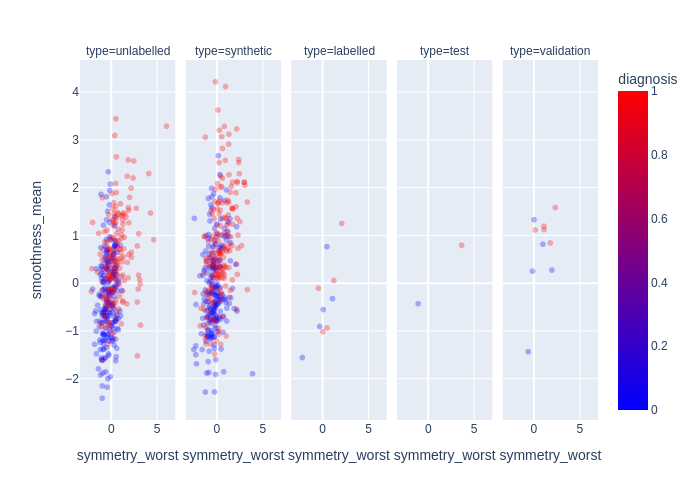 type=unlabelled type=synthetic type=labelled type=test type=validation
diagnosis
smoothness_mean
4
3
2
1
0
−1
−2
0 5 0 5 0 5 0 5 0 5
symmetry_worst symmetry_worst symmetry_worst symmetry_worst symmetry_worst
1
0.8
0.6
0.4
0.2
0